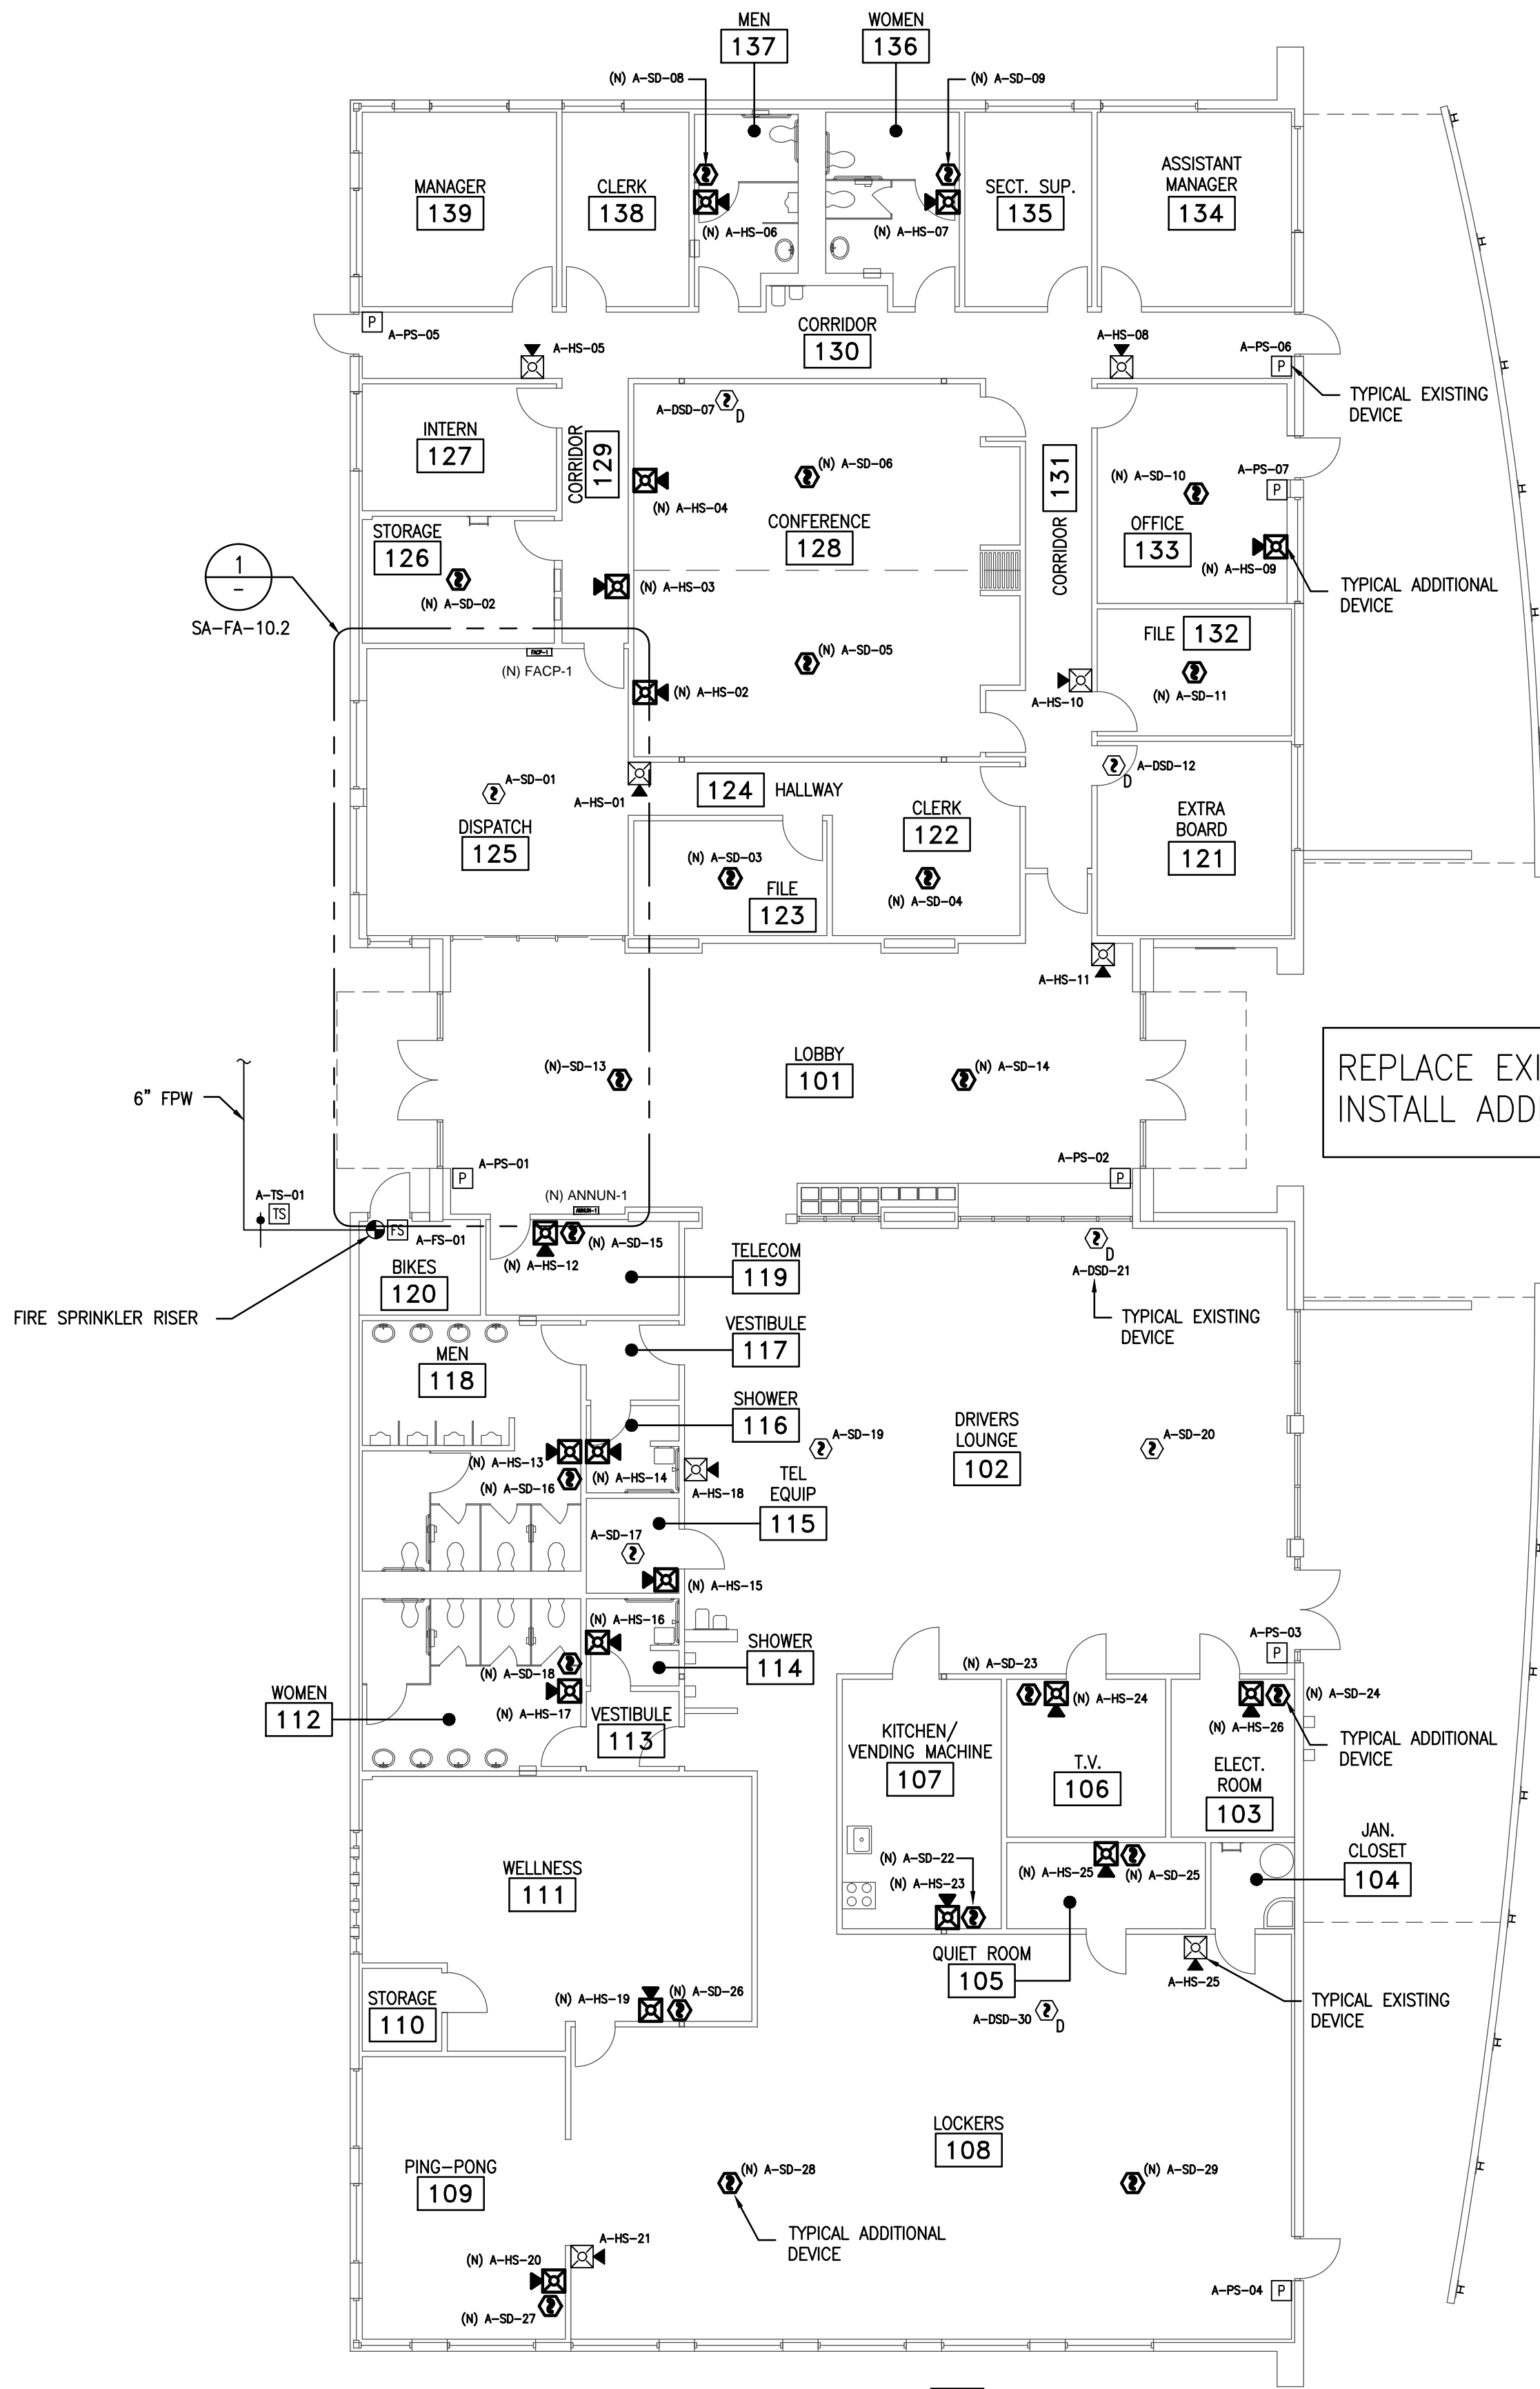 MEN
137
WOMEN
136
(N) A-SD-08
(N) A-SD-09
MANAGER
139
CLERK
138
SECT. SUP.
135
ASSISTANT
MANAGER
134
(N) A-HS-06
(N) A-HS-07
P
A-PS-05
A-HS-05
CORRIDOR
130
A-HS-08
A-PS-06
P
TYPICAL EXISTING
DEVICE
INTERN
127
CORRIDOR
129
A-DSD-07
D
(N) A-SD-06
(N) A-HS-04
CONFERENCE
128
131
CORRIDOR
(N) A-SD-10
A-PS-07
P
OFFICE
133
(N) A-HS-09
TYPICAL ADDITIONAL
DEVICE
STORAGE
126
(N) A-SD-02
(N) A-HS-03
1
-
SA-FA-10.2
FILE
132
(N) A-SD-11
FACP-1
(N) FACP-1
(N) A-SD-05
(N) A-HS-02
A-HS-10
A-SD-01
A-HS-01
124
HALLWAY
A-DSD-12
D
DISPATCH
125
CLERK
122
EXTRA
BOARD
121
(N) A-SD-03
FILE
123
(N) A-SD-04
A-HS-11
LOBBY
101
(N)-SD-13
(N) A-SD-14
REPLACE EXI
INSTALL ADD
6" FPW
A-PS-01
P
A-PS-02
P
A-TS-01
TS
(N) ANNUN-1
ANNUN-1
FS
A-FS-01
(N) A-HS-12
(N) A-SD-15
BIKES
120
TELECOM
119
D
A-DSD-21
TYPICAL EXISTING
DEVICE
FIRE SPRINKLER RISER
VESTIBULE
117
MEN
118
SHOWER
116
A-SD-19
DRIVERS
LOUNGE
102
A-SD-20
(N) A-HS-13
(N) A-HS-14
(N) A-SD-16
A-HS-18
TEL
EQUIP
115
A-SD-17
(N) A-HS-15
(N) A-HS-16
(N) A-SD-18
(N) A-HS-17
SHOWER
114
A-PS-03
P
WOMEN
112
VESTIBULE
113
(N) A-SD-23
(N) A-HS-24
(N) A-SD-24
(N) A-HS-26
TYPICAL ADDITIONAL
DEVICE
KITCHEN/
VENDING MACHINE
107
T.V.
106
ELECT.
ROOM
103
WELLNESS
111
(N) A-SD-22
(N) A-HS-23
(N) A-HS-25
(N) A-SD-25
JAN.
CLOSET
104
QUIET ROOM
105
A-HS-25
TYPICAL EXISTING
DEVICE
STORAGE
110
(N) A-HS-19
(N) A-SD-26
A-DSD-30
D
LOCKERS
108
PING-PONG
109
(N) A-SD-28
(N) A-SD-29
TYPICAL ADDITIONAL
DEVICE
A-HS-21
(N) A-HS-20
(N) A-SD-27
A-PS-04
P